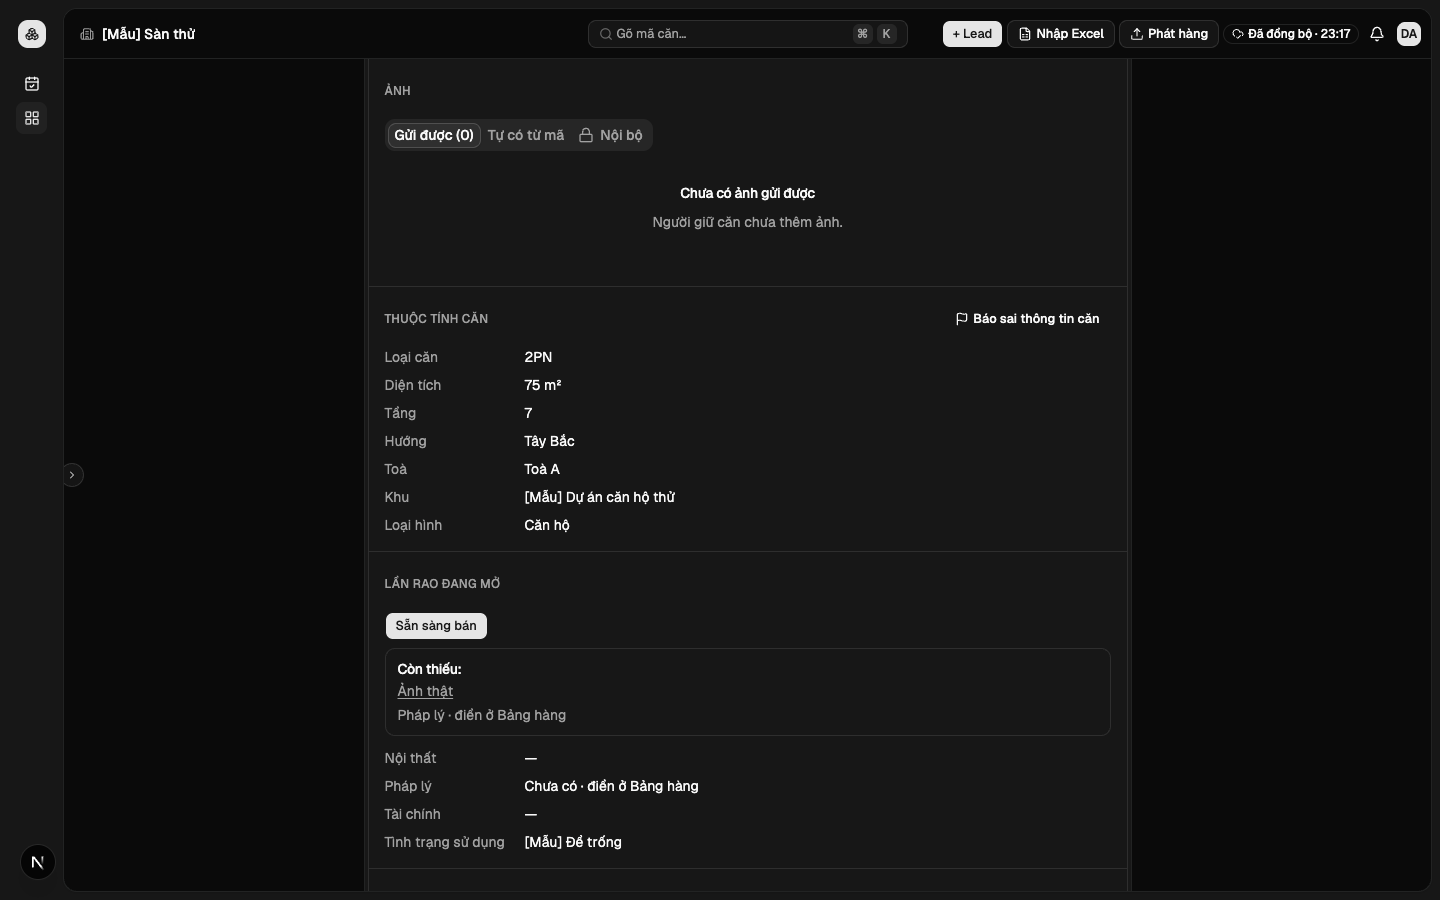 [Mẫu] Sàn thử
Gõ mã căn...
⌘ K
+ Lead
Nhập Excel
Phát hàng
Đã đồng bộ · 23:17
DA
ẢNH
Gửi được (0)
Tự có từ mã
Nội bộ
Chưa có ảnh gửi được
Người giữ căn chưa thêm ảnh.
THUỘC TÍNH CĂN
Báo sai thông tin căn
Loại căn 2PN
Diện tích 75 m²
Tầng 7
Hướng Tây Bắc
Toà Toà A
Khu [Mẫu] Dự án căn hộ thử
Loại hình Căn hộ
LẦN RAO ĐANG MỞ
Sẵn sàng bán
Còn thiếu:
Ảnh thật
Pháp lý · điền ở Bảng hàng
Nội thất —
Pháp lý Chưa có · điền ở Bảng hàng
Tài chính —
Tình trạng sử dụng [Mẫu] Để trống
N